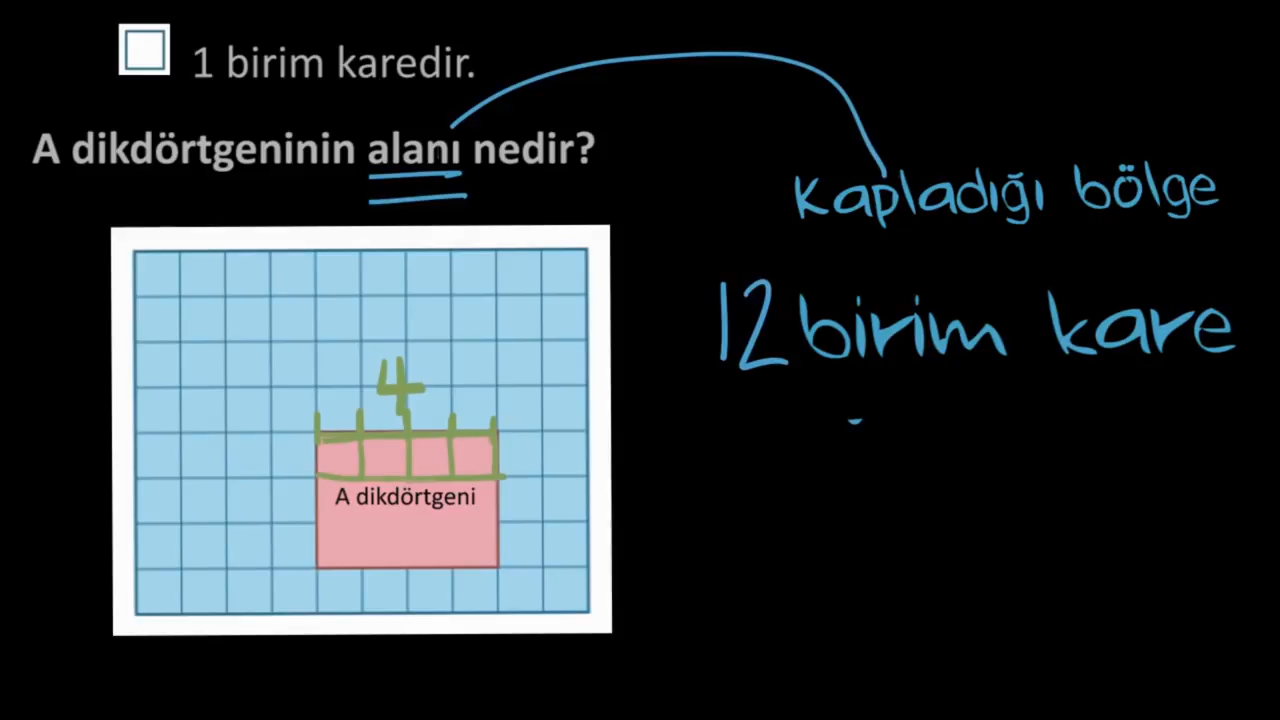 1 birim karedir.
A dikdörtgeninin alanı nedir?
Kapladığı bölge
12 birim kare
4
A dikdörtgeni